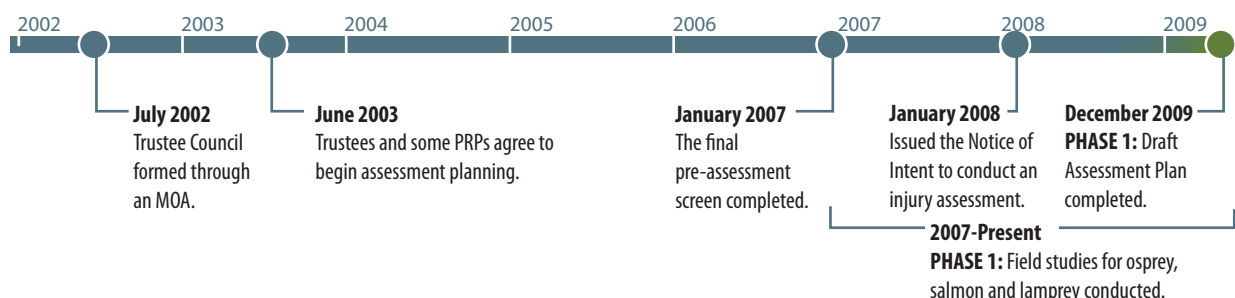 2002 2003 2004 2005 2006 2007 2008 2009
July 2002
Trustee Council
formed through
an MOA.
June 2003
Trustees and some PRPs agree to
begin assessment planning.
January 2007
The final
pre-assessment
screen completed.
January 2008
Issued the Notice of
Intent to conduct an
injury assessment.
December 2009
PHASE 1: Draft
Assessment Plan
completed.
2007-Present
PHASE 1: Field studies for osprey,
salmon and lamprey conducted.